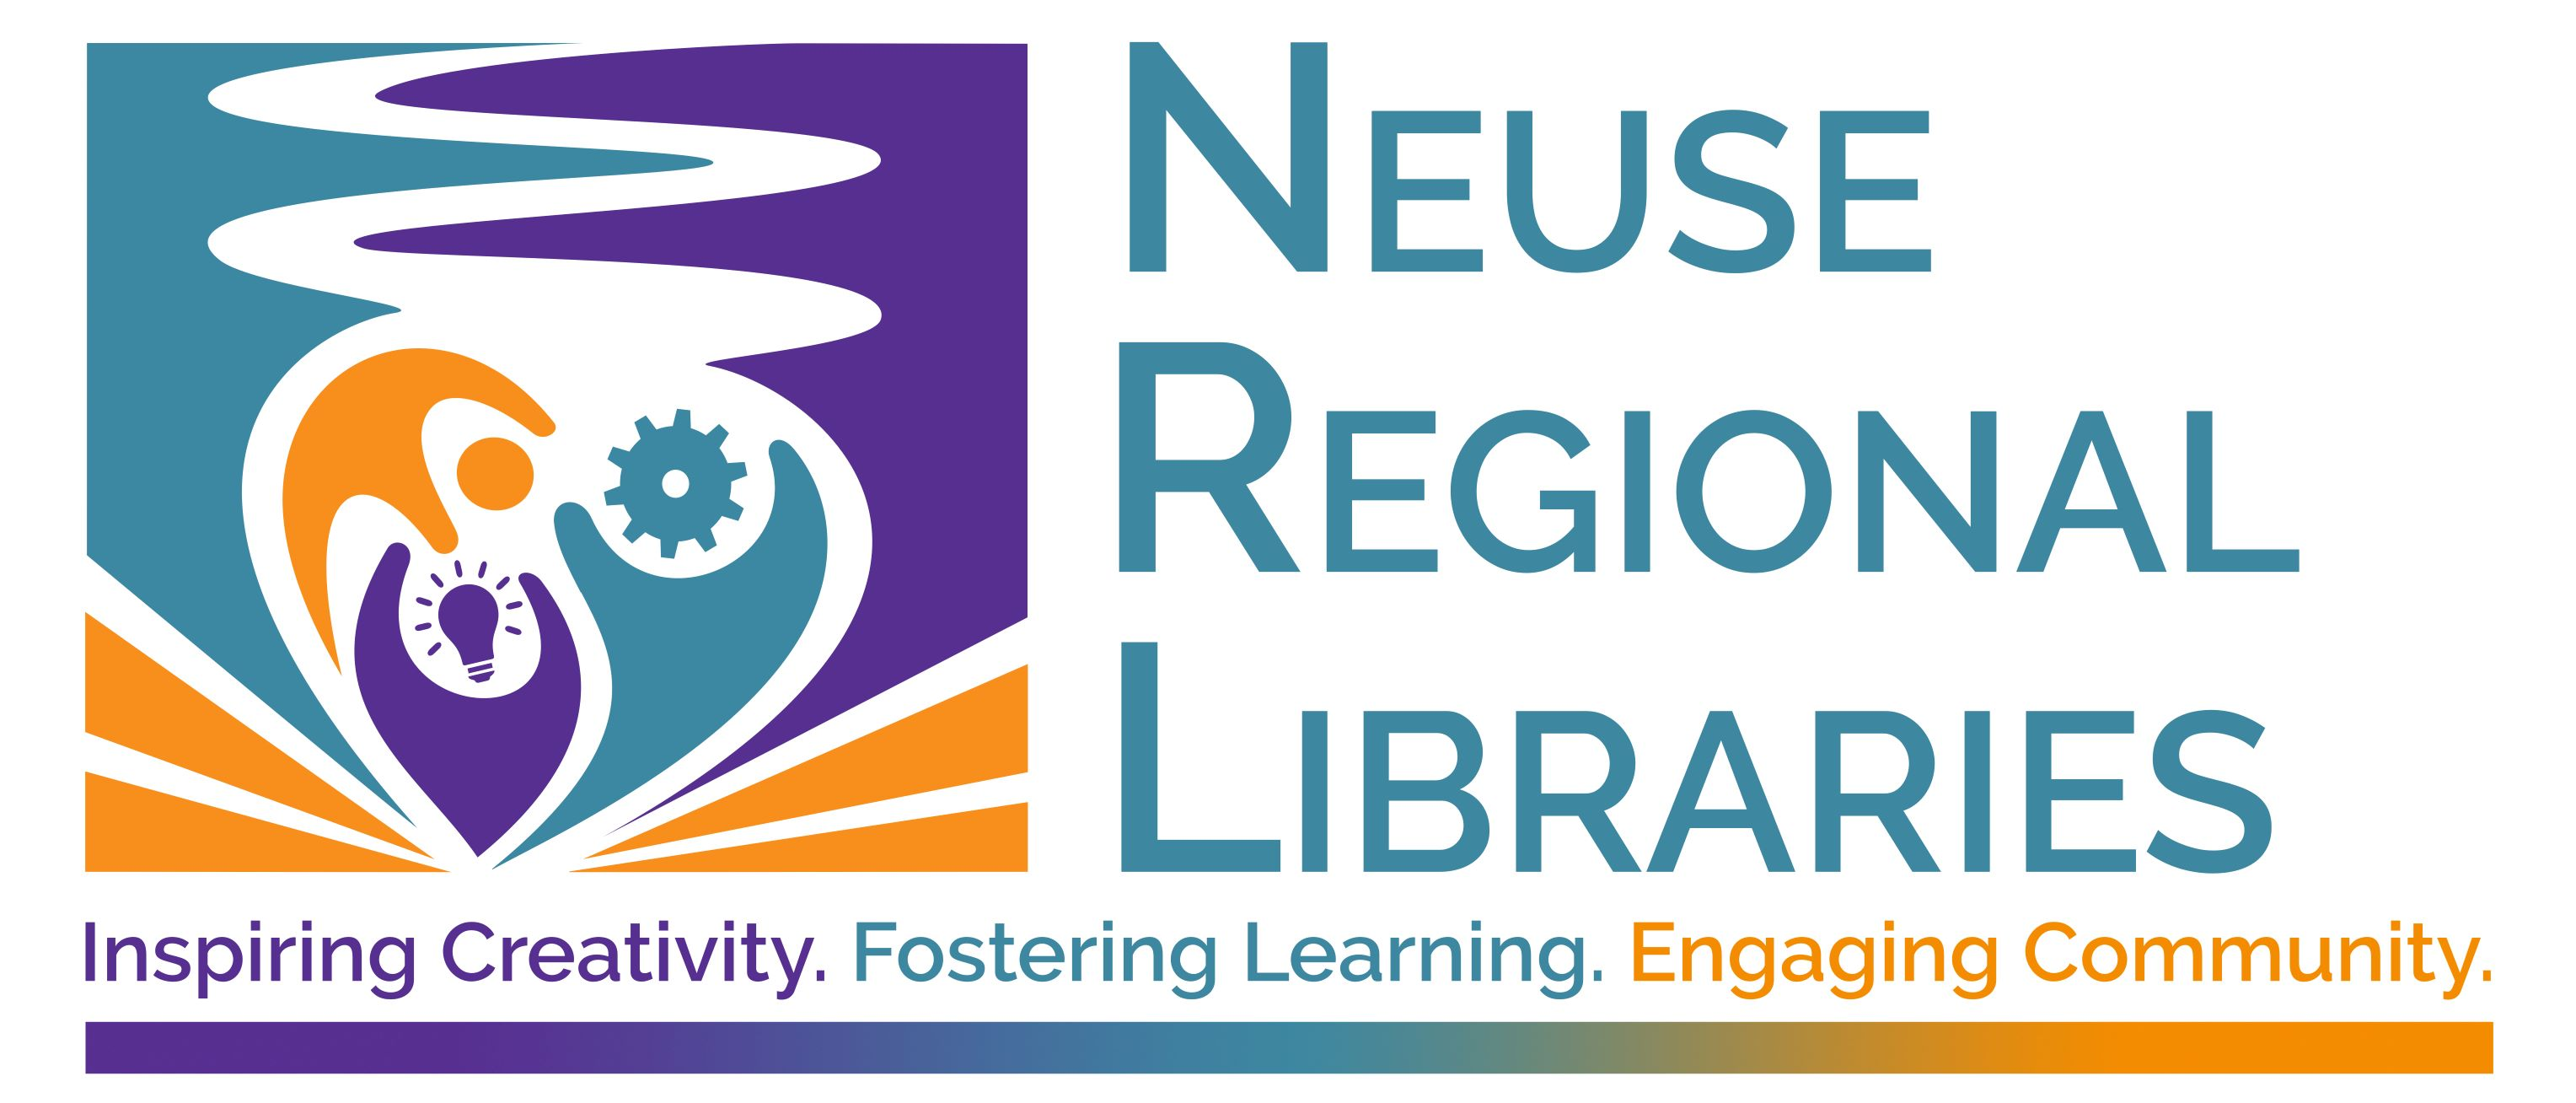 NEUSE
REGIONAL
LIBRARIES
Inspiring Creativity. Fostering Learning. Engaging Community.